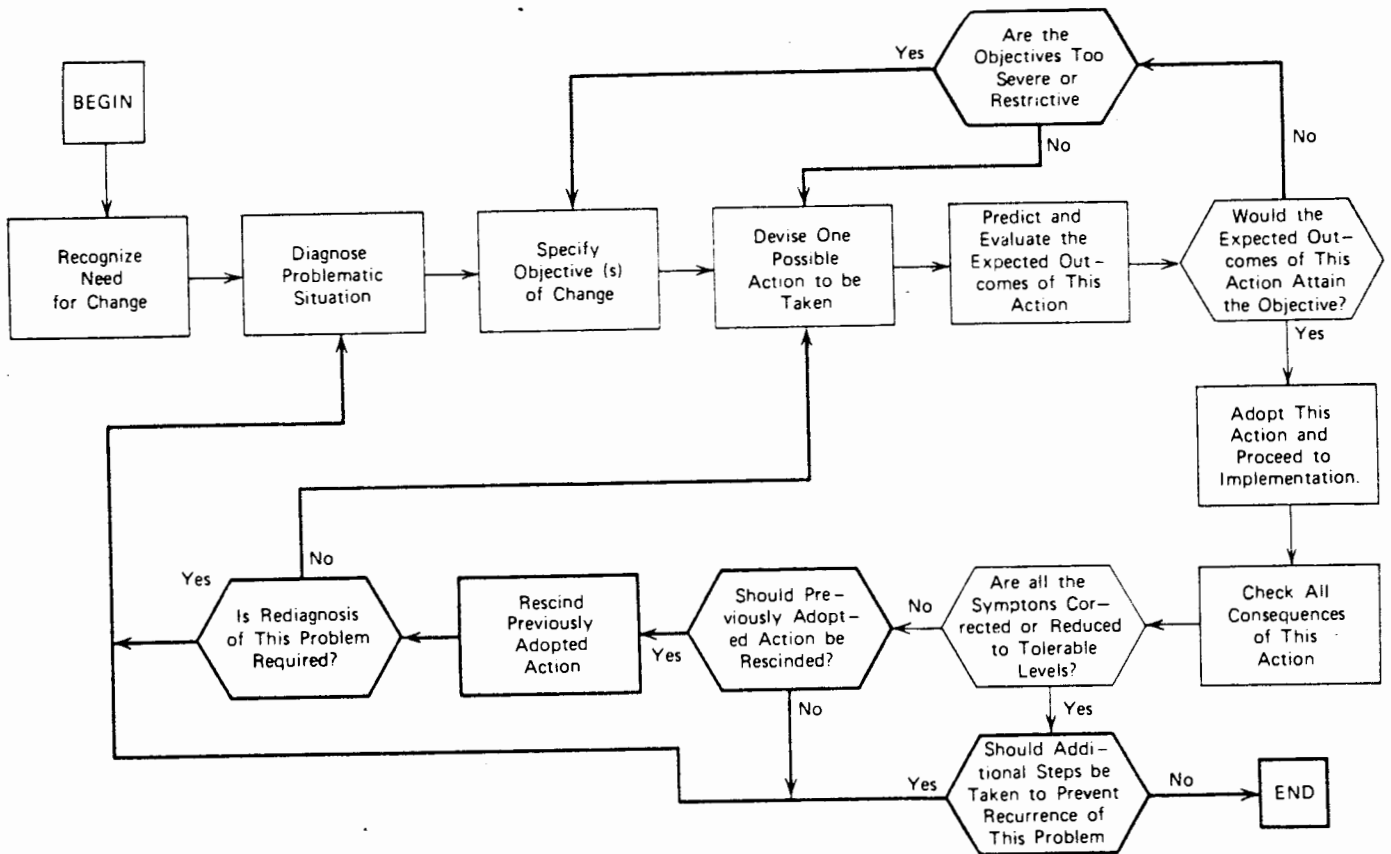 BEGIN
Recognize
Need
for Change
Diagnose
Problematic
Situation
Specify
Objective (s)
of Change
Devise One
Possible
Action to be
Taken
Predict and
Evaluate the
Expected Out-
comes of This
Action
Would the
Expected Out-
comes of This
Action Attain
the Objective?
No
Are the
Objectives Too
Severe or
Restrictive
Yes
No
Yes
Adopt This
Action and
Proceed to
Implementation.
Check All
Consequences
of This
Action
Are all the
Symptons Cor-
rected or Reduced
to Tolerable
Levels?
No
Should Pre-
viously Adopt-
ed Action be
Rescinded?
Yes
Rescind
Previously
Adopted
Action
Is Rediagnosis
of This Problem
Required?
Yes
No
No
Yes
Should Addi-
tional Steps be
Taken to Prevent
Recurrence of
This Problem
Yes
No
END